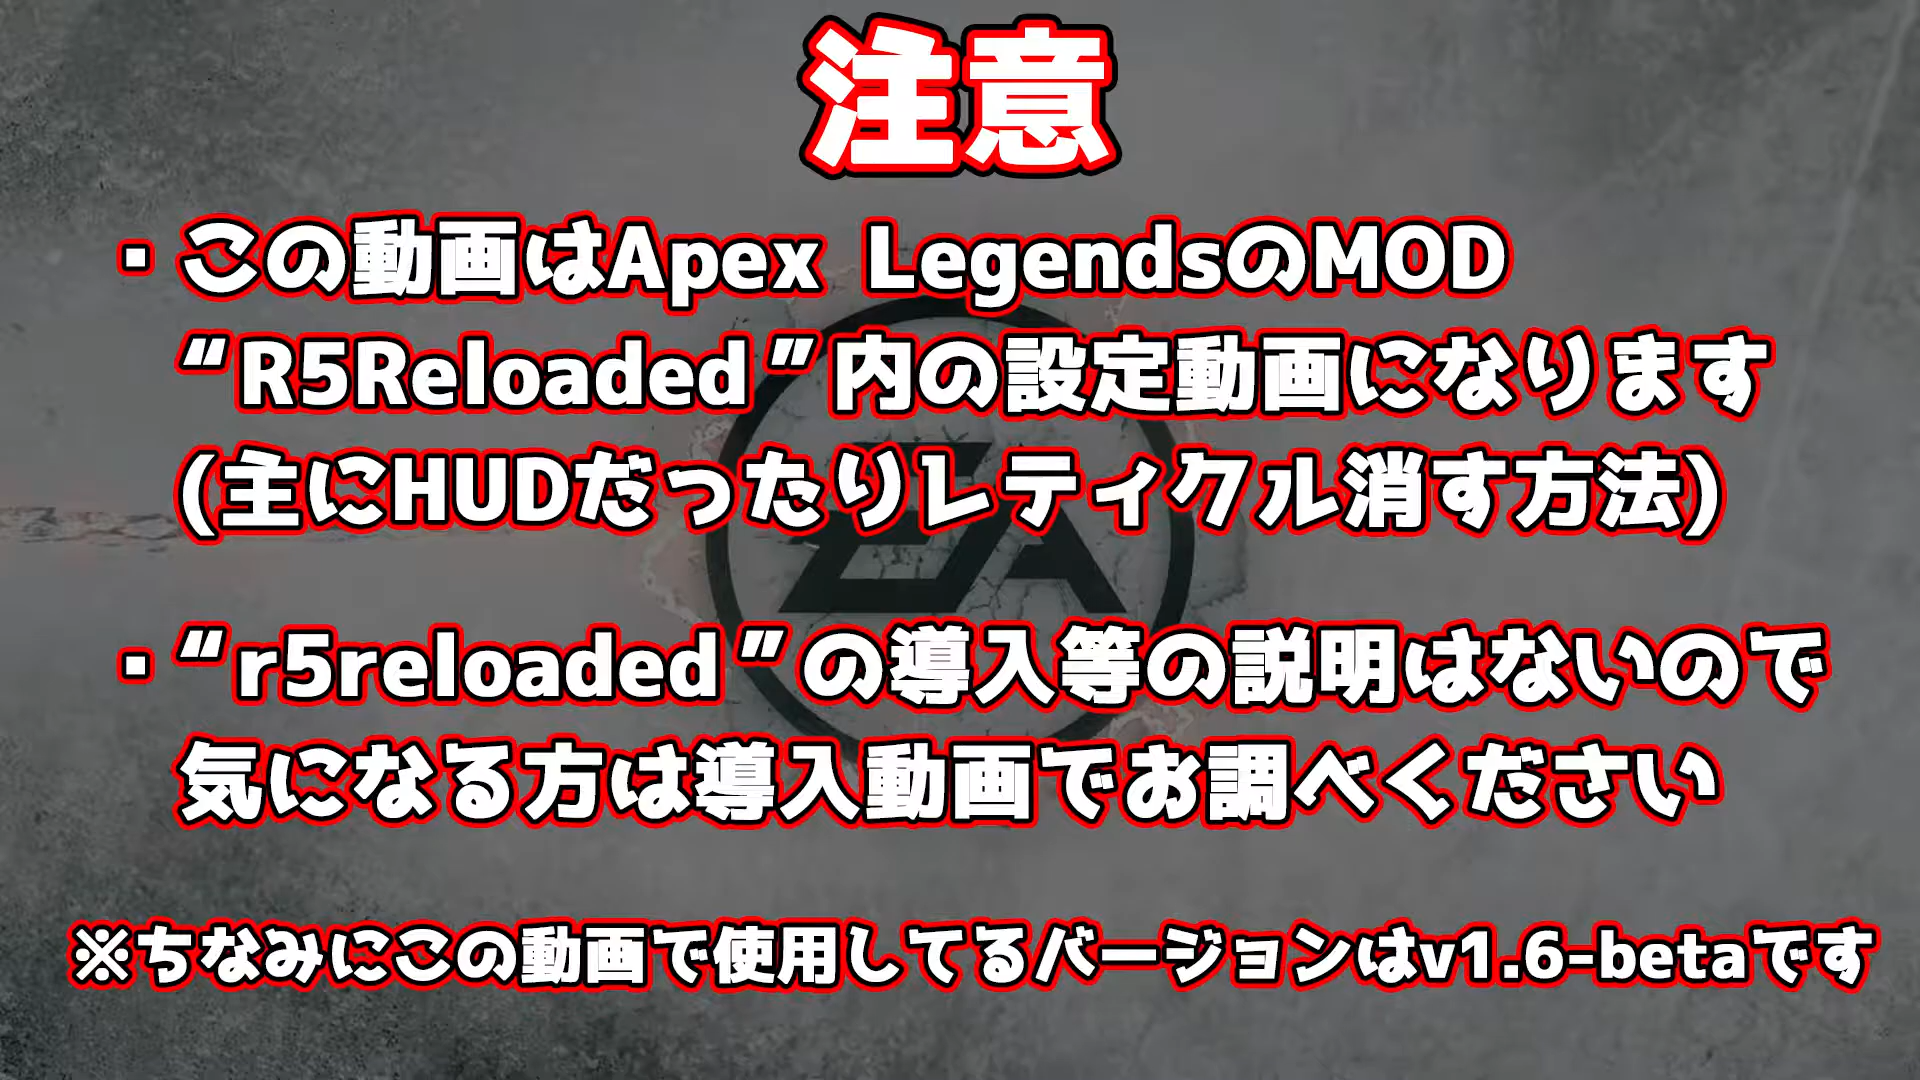 注意
・この動画はApex LegendsのMOD
“R5Reloaded”内の設定動画になります
(主にHUDだったりレティクル消す方法)
・“r5reloaded”の導入等の説明はないので
気になる方は導入動画でお調べください
※ちなみにこの動画で使用してるバージョンはv1.6-betaです
EA